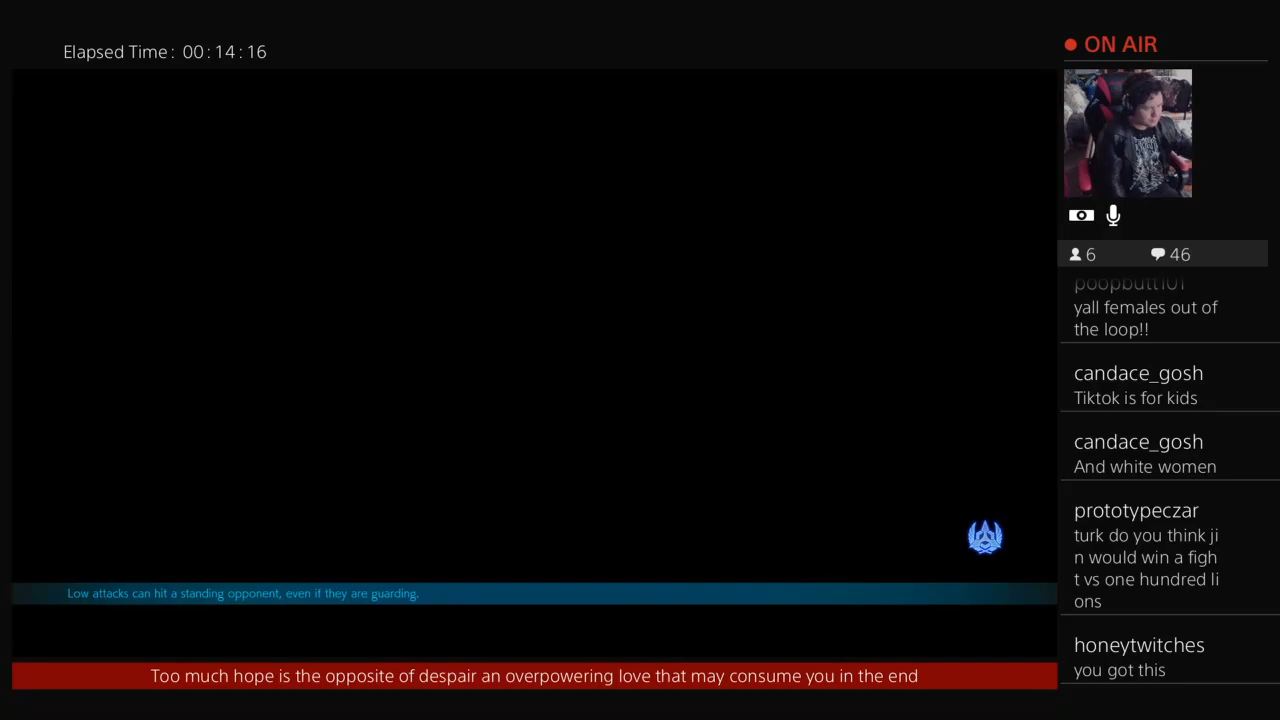 Elapsed Time: 00:14:16
ON AIR
6 46
poopbutt101
yall females out of
the loop!!
candace_gosh
Tiktok is for kids
candace_gosh
And white women
prototypeczar
turk do you think ji
n would win a figh
t vs one hundred li
ons
honeytwitches
you got this
Low attacks can hit a standing opponent, even if they are guarding.
Too much hope is the opposite of despair an overpowering love that may consume you in the end